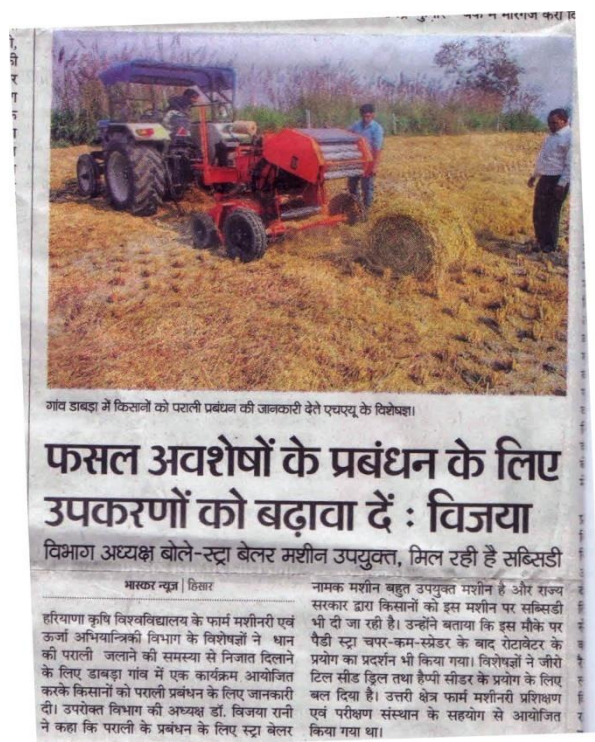 गांव डाबड़ा में किसानों को पराली प्रबंधन की जानकारी देते एचएयू के विशेषज्ञ।
फसल अवशेषों के प्रबंधन के लिए
उपकरणों को बढ़ावा दें : विजया
विभाग अध्यक्ष बोले-स्ट्रा बेलर मशीन उपयुक्त, मिल रही है सब्सिडी
भास्कर न्यूज | हिसार
हरियाणा कृषि विश्वविद्यालय के फार्म मशीनरी एवं
ऊर्जा अभियान्त्रिकी विभाग के विशेषज्ञों ने धान
की पराली जलाने की समस्या से निजात दिलाने
के लिए डाबड़ा गांव में एक कार्यक्रम आयोजित
करके किसानों को पराली प्रबंधन के लिए जानकारी
दी। उपरोक्त विभाग की अध्यक्ष डॉ. विजया रानी
ने कहा कि पराली के प्रबंधन के लिए स्ट्रा बेलर
नामक मशीन बहुत उपयुक्त मशीन है और राज्य
सरकार द्वारा किसानों को इस मशीन पर सब्सिडी
भी दी जा रही है। उन्होंने बताया कि इस मौके पर
पैडी स्ट्रा चपर-कम-स्प्रेडर के बाद रोटावेटर के
प्रयोग का प्रदर्शन भी किया गया। विशेषज्ञों ने जीरो
टिल सीड ड्रिल तथा हैप्पी सीडर के प्रयोग के लिए
बल दिया है। उत्तरी क्षेत्र फार्म मशीनरी प्रशिक्षण
एवं परीक्षण संस्थान के सहयोग से आयोजित
किया गया था।